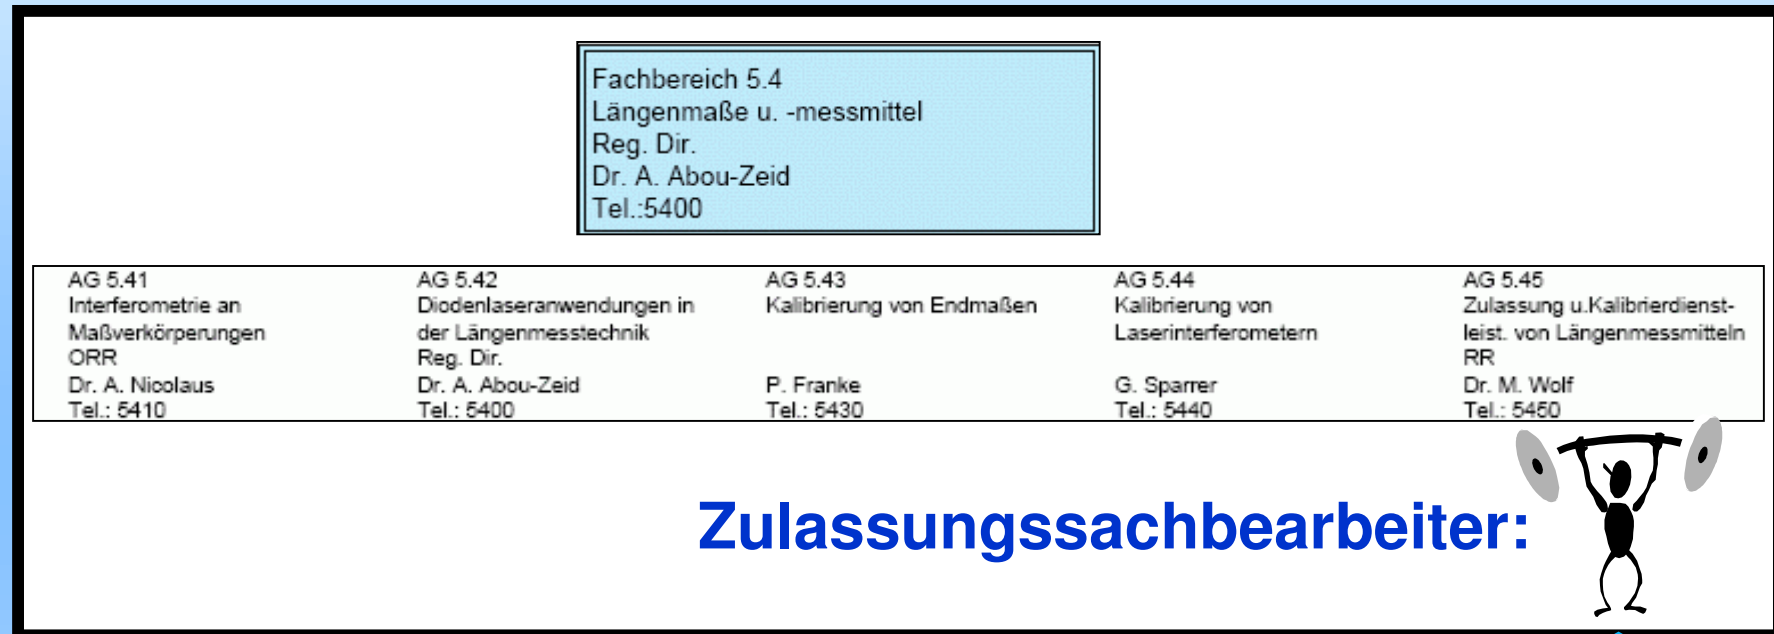 Fachbereich 5.4
Längenmaße u. -messmittel
Reg. Dir.
Dr. A. Abou-Zeid
Tel.:5400
AG 5.41
Interferometrie an
Maßverkörperungen
ORR
Dr. A. Nicolaus
Tel.: 5410
AG 5.42
Diodenlaseranwendungen in
der Längenmesstechnik
Reg. Dir.
Dr. A. Abou-Zeid
Tel.: 5400
AG 5.43
Kalibrierung von Endmaßen
P. Franke
Tel.: 5430
AG 5.44
Kalibrierung von
Laserinterferometern
G. Sparrer
Tel.: 5440
AG 5.45
Zulassung u.Kalibrierdienst-
leist. von Längenmessmitteln
RR
Dr. M. Wolf
Tel.: 5450
Zulassungssachbearbeiter: